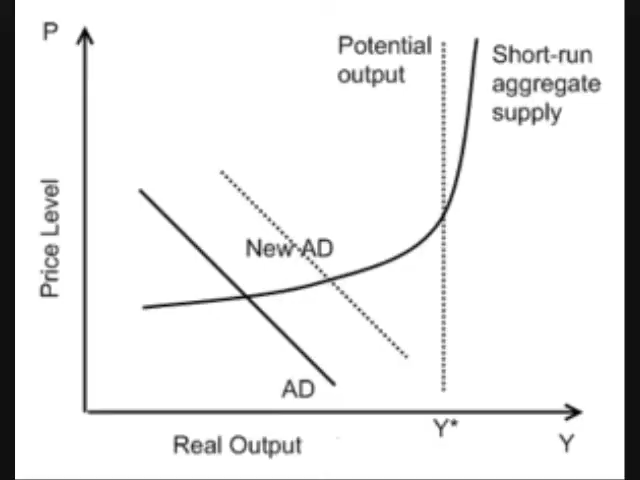 P
Potential
output
Short-run
aggregate
supply
Price Level
New AD
AD
Y*
Real Output
Y